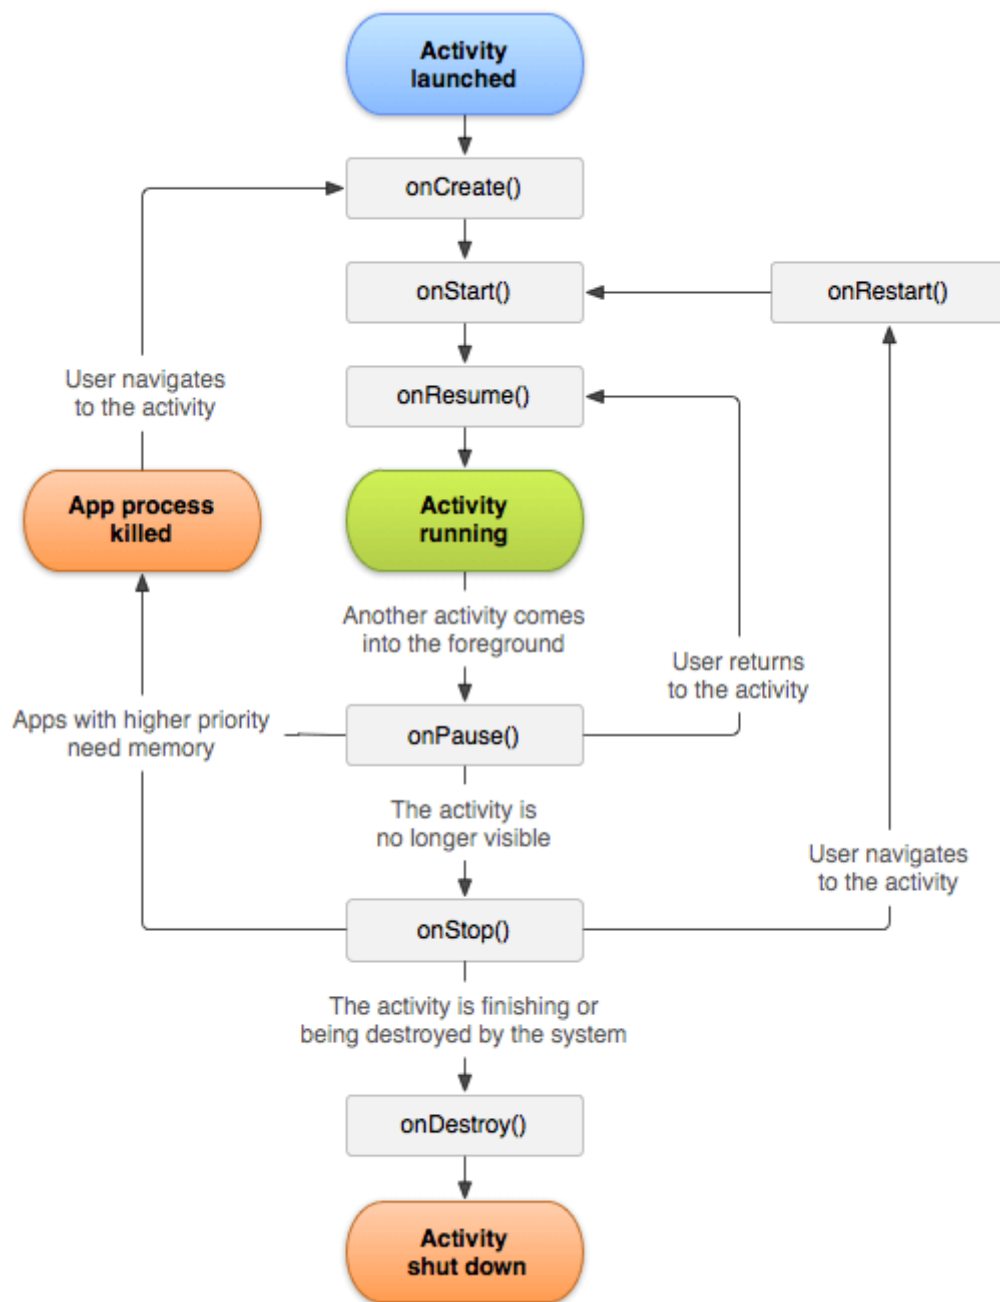 Activity
launched
onCreate()
onStart()
onRestart()
User navigates
to the activity
onResume()
App process
killed
Activity
running
Another activity comes
into the foreground
User returns
to the activity
Apps with higher priority
need memory
onPause()
The activity is
no longer visible
User navigates
to the activity
onStop()
The activity is finishing or
being destroyed by the system
onDestroy()
Activity
shut down